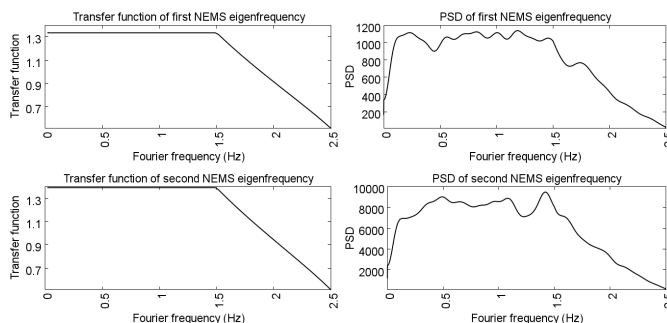 Transfer function of first NEMS eigenfrequency
Transfer function
1.3
0.9
0.7
0 0.5 1 1.5 2 2.5
Fourier frequency (Hz)
PSD of first NEMS eigenfrequency
PSD
1200
1000
800
600
400
200
0 0.5 1 1.5 2 2.5
Fourier frequency (Hz)
Transfer function of second NEMS eigenfrequency
Transfer function
1.3
0.9
0.7
0 0.5 1 1.5 2 2.5
Fourier frequency (Hz)
PSD of second NEMS eigenfrequency
PSD
10000
8000
6000
4000
2000
0 0.5 1 1.5 2 2.5
Fourier frequency (Hz)